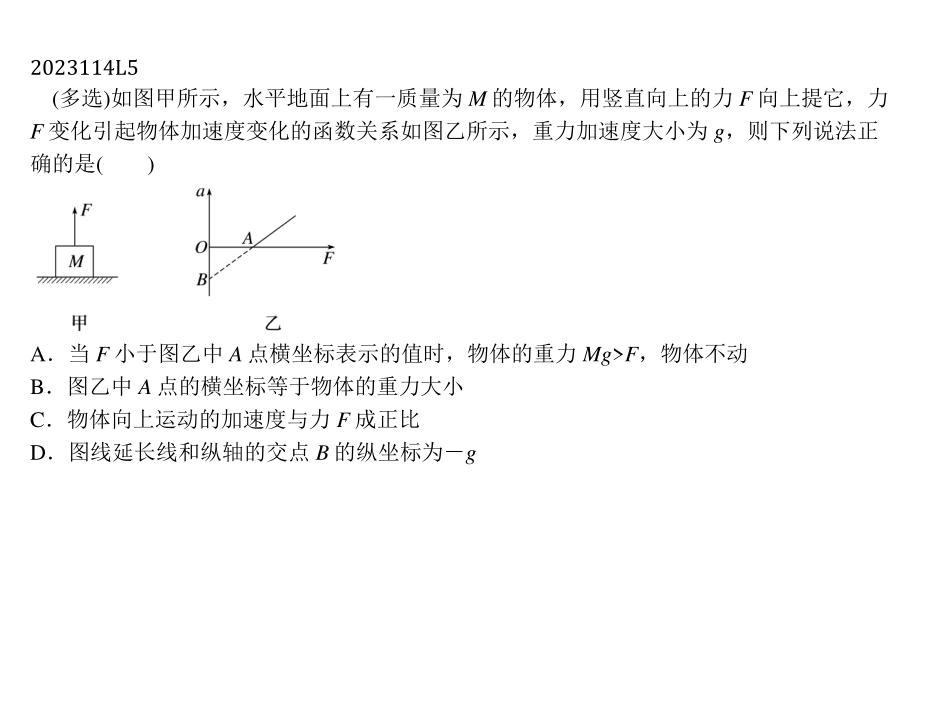 2023114L5
(多选)如图甲所示，水平地面上有一质量为 M 的物体，用竖直向上的力 F 向上提它，力
F 变化引起物体加速度变化的函数关系如图乙所示，重力加速度大小为 g，则下列说法正
确的是(　　)
F
M
甲
a
O
A
F
B
乙
A．当 F 小于图乙中 A 点横坐标表示的值时，物体的重力 Mg>F，物体不动
B．图乙中 A 点的横坐标等于物体的重力大小
C．物体向上运动的加速度与力 F 成正比
D．图线延长线和纵轴的交点 B 的纵坐标为－g